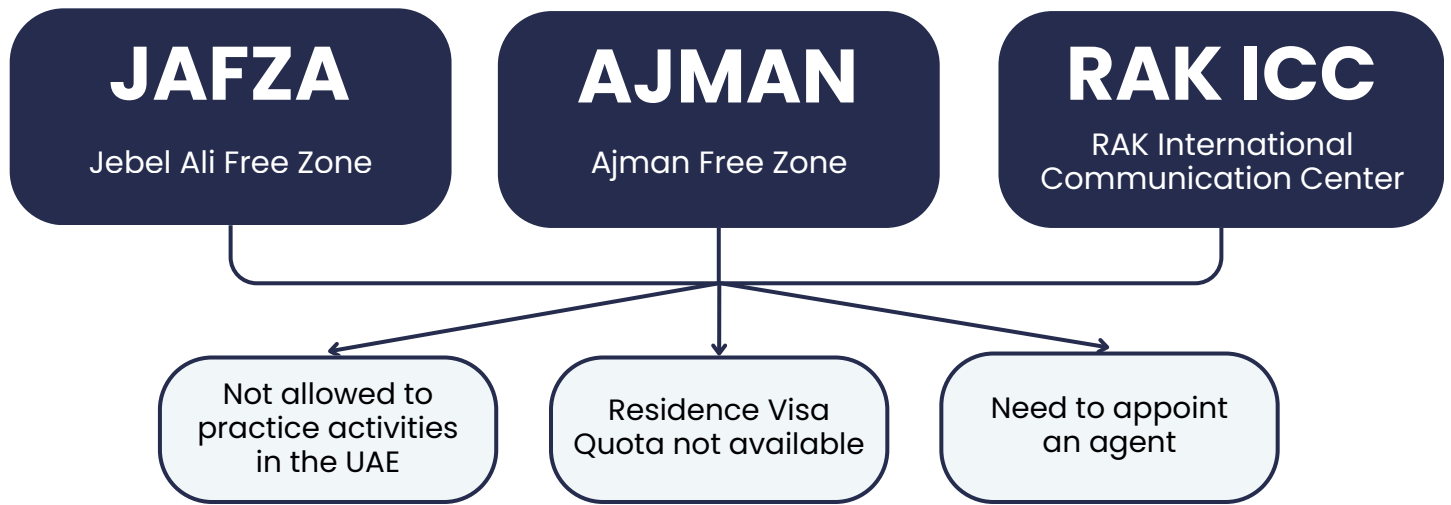 JAFZA
Jebel Ali Free Zone
AJMAN
Ajman Free Zone
RAK ICC
RAK International
Communication Center
Not allowed to
practice activities
in the UAE
Residence Visa
Quota not available
Need to appoint
an agent